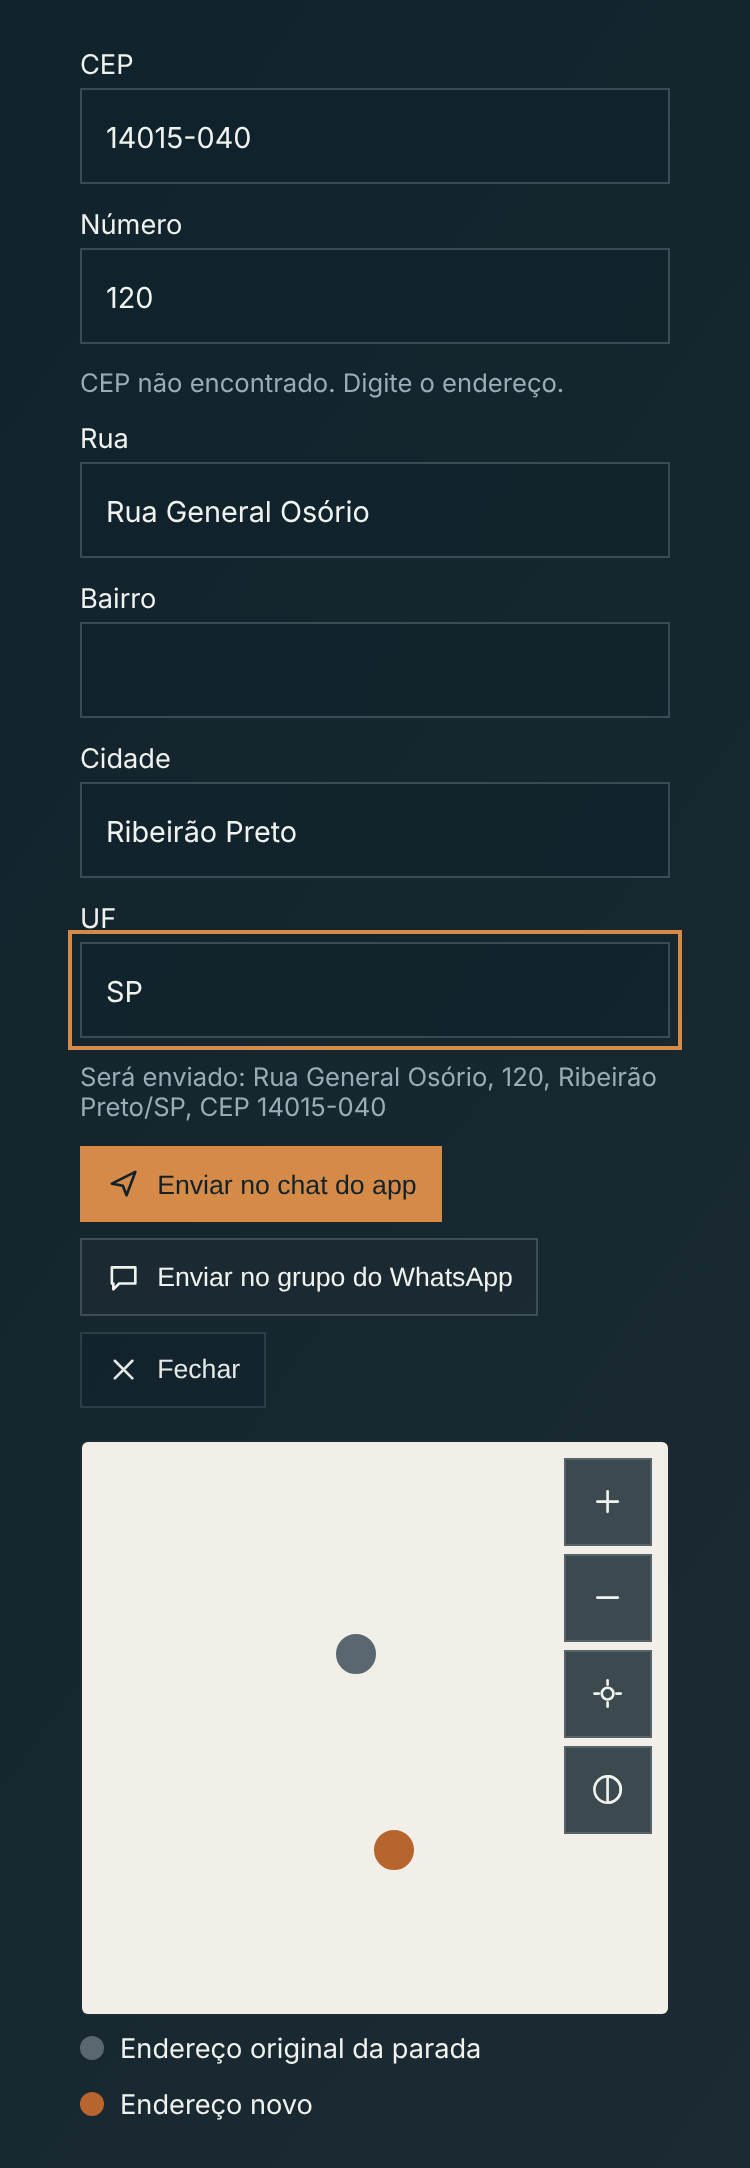 CEP
14015-040
Número
120
CEP não encontrado. Digite o endereço.
Rua
Rua General Osório
Bairro
Cidade
Ribeirão Preto
UF
SP
Será enviado: Rua General Osório, 120, Ribeirão
Preto/SP, CEP 14015-040
Enviar no chat do app
Enviar no grupo do WhatsApp
Fechar
Endereço original da parada
Endereço novo